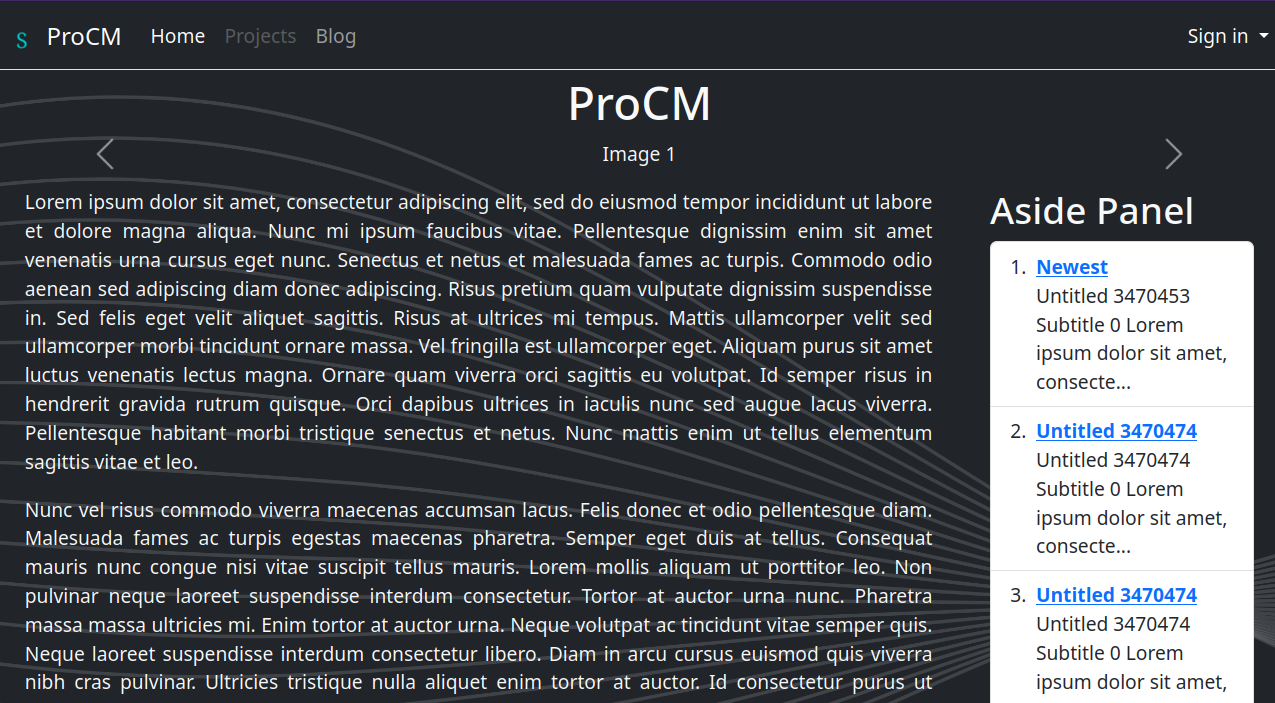 S ProCM Home Projects Blog Sign in
ProCM
Image 1
Lorem ipsum dolor sit amet, consectetur adipiscing elit, sed do eiusmod tempor incididunt ut labore
et dolore magna aliqua. Nunc mi ipsum faucibus vitae. Pellentesque dignissim enim sit amet
venenatis urna cursus eget nunc. Senectus et netus et malesuada fames ac turpis. Commodo odio
aenean sed adipiscing diam donec adipiscing. Risus pretium quam vulputate dignissim suspendisse
in. Sed felis eget velit aliquet sagittis. Risus at ultrices mi tempus. Mattis ullamcorper velit sed
ullamcorper morbi tincidunt ornare massa. Vel fringilla est ullamcorper eget. Aliquam purus sit amet
luctus venenatis lectus magna. Ornare quam viverra orci sagittis eu volutpat. Id semper risus in
hendrerit gravida rutrum quisque. Orci dapibus ultrices in iaculis nunc sed augue lacus viverra.
Pellentesque habitant morbi tristique senectus et netus. Nunc mattis enim ut tellus elementum
sagittis vitae et leo.
Nunc vel risus commodo viverra maecenas accumsan lacus. Felis donec et odio pellentesque diam.
Malesuada fames ac turpis egestas maecenas pharetra. Semper eget duis at tellus. Consequat
mauris nunc congue nisi vitae suscipit tellus mauris. Lorem mollis aliquam ut porttitor leo. Non
pulvinar neque laoreet suspendisse interdum consectetur. Tortor at auctor urna nunc. Pharetra
massa massa ultricies mi. Enim tortor at auctor urna. Neque volutpat ac tincidunt vitae semper quis.
Neque laoreet suspendisse interdum consectetur libero. Diam in arcu cursus euismod quis viverra
nibh cras pulvinar. Ultricies tristique nulla aliquet enim tortor at auctor. Id consectetur purus ut
Aside Panel
1. Newest
Untitled 3470453
Subtitle 0 Lorem
ipsum dolor sit amet,
consecte...
2. Untitled 3470474
Untitled 3470474
Subtitle 0 Lorem
ipsum dolor sit amet,
consecte...
3. Untitled 3470474
Untitled 3470474
Subtitle 0 Lorem
ipsum dolor sit amet,